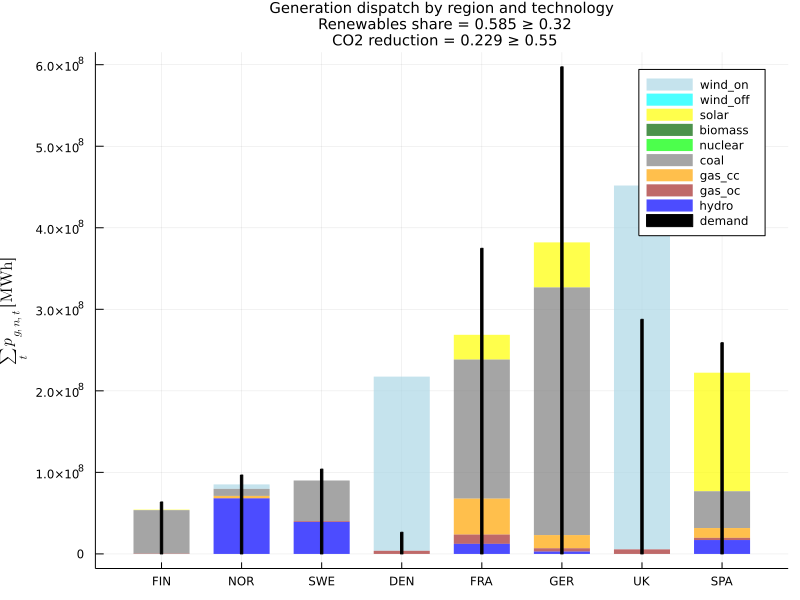 Generation dispatch by region and technology
Renewables share = 0.585 ≥ 0.32
CO2 reduction = 0.229 ≥ 0.55
∑_t p_{g,n,t} [MWh]
6.0×10⁸
5.0×10⁸
4.0×10⁸
3.0×10⁸
2.0×10⁸
1.0×10⁸
0
wind_on
wind_off
solar
biomass
nuclear
coal
gas_cc
gas_oc
hydro
demand
FIN NOR SWE DEN FRA GER UK SPA